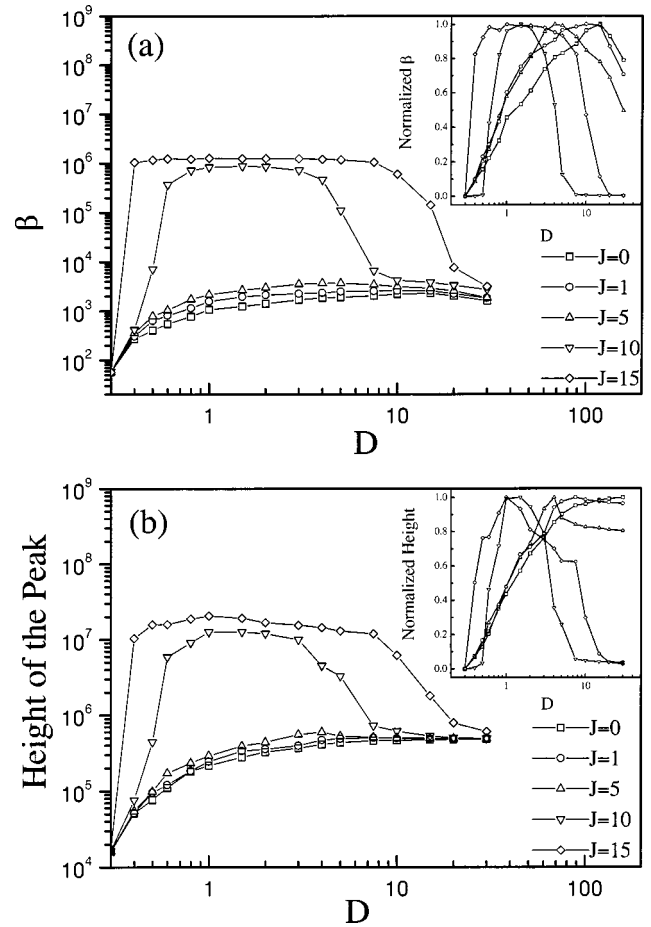 (a)
10^9
10^8
10^7
10^6
10^5
10^4
10^3
10^2
β
1
10
100
D
Normalized β
1.0
0.8
0.6
0.4
0.2
0.0
1
10
D
J=0
J=1
J=5
J=10
J=15
(b)
10^9
10^8
10^7
10^6
10^5
10^4
Height of the Peak
1
10
100
D
Normalized Height
1.0
0.8
0.6
0.4
0.2
0.0
1
10
D
J=0
J=1
J=5
J=10
J=15